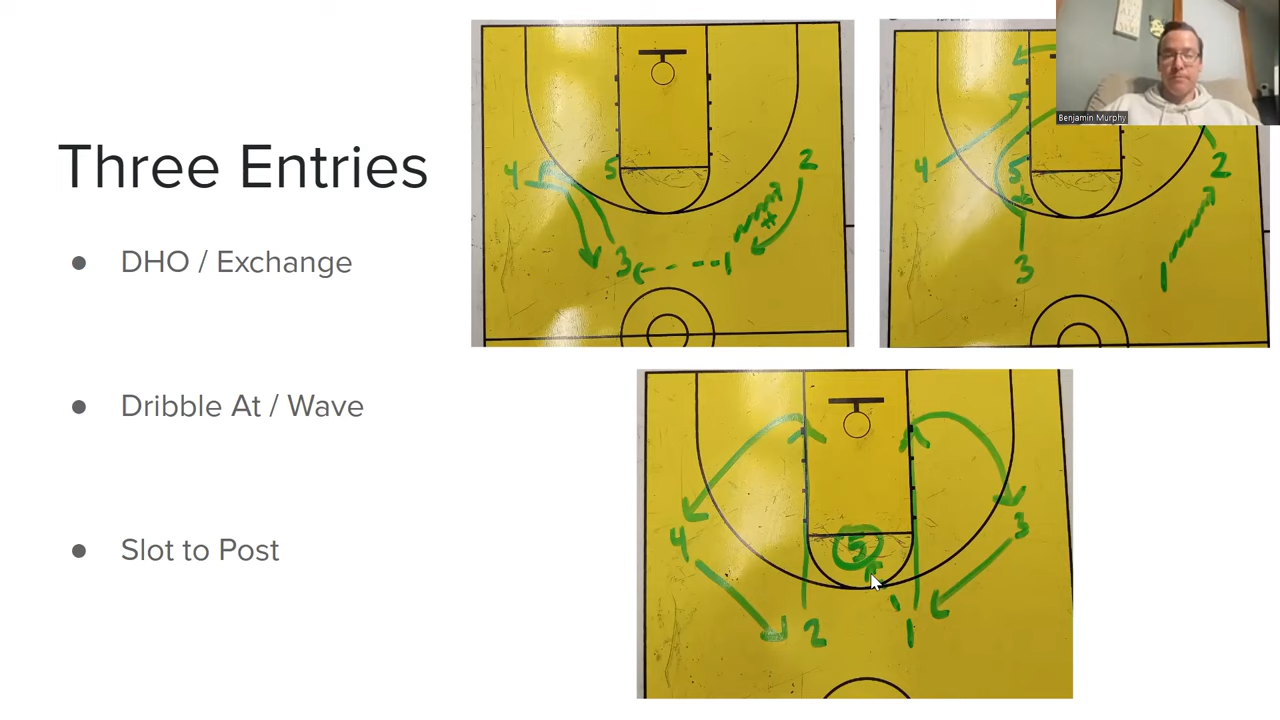 Three Entries
● DHO / Exchange
● Dribble At / Wave
● Slot to Post
4 5 2
3 1
Benjamin Murphy
4 5 2
3 1
5
4 3
2 1